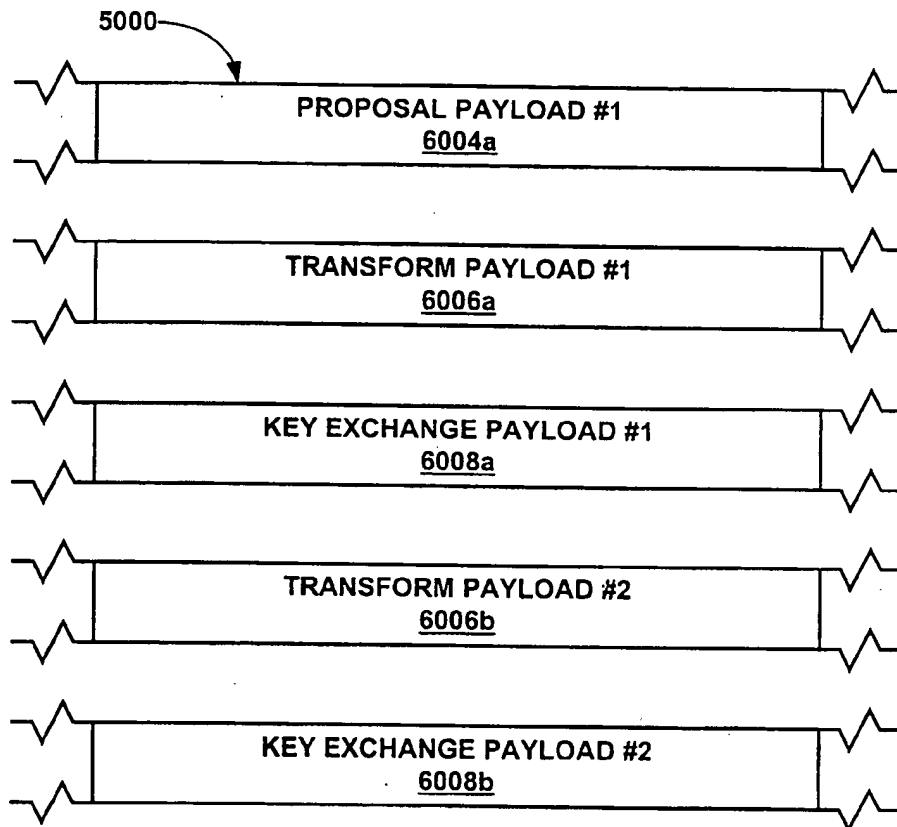 5000
PROPOSAL PAYLOAD #1
6004a
TRANSFORM PAYLOAD #1
6006a
KEY EXCHANGE PAYLOAD #1
6008a
TRANSFORM PAYLOAD #2
6006b
KEY EXCHANGE PAYLOAD #2
6008b